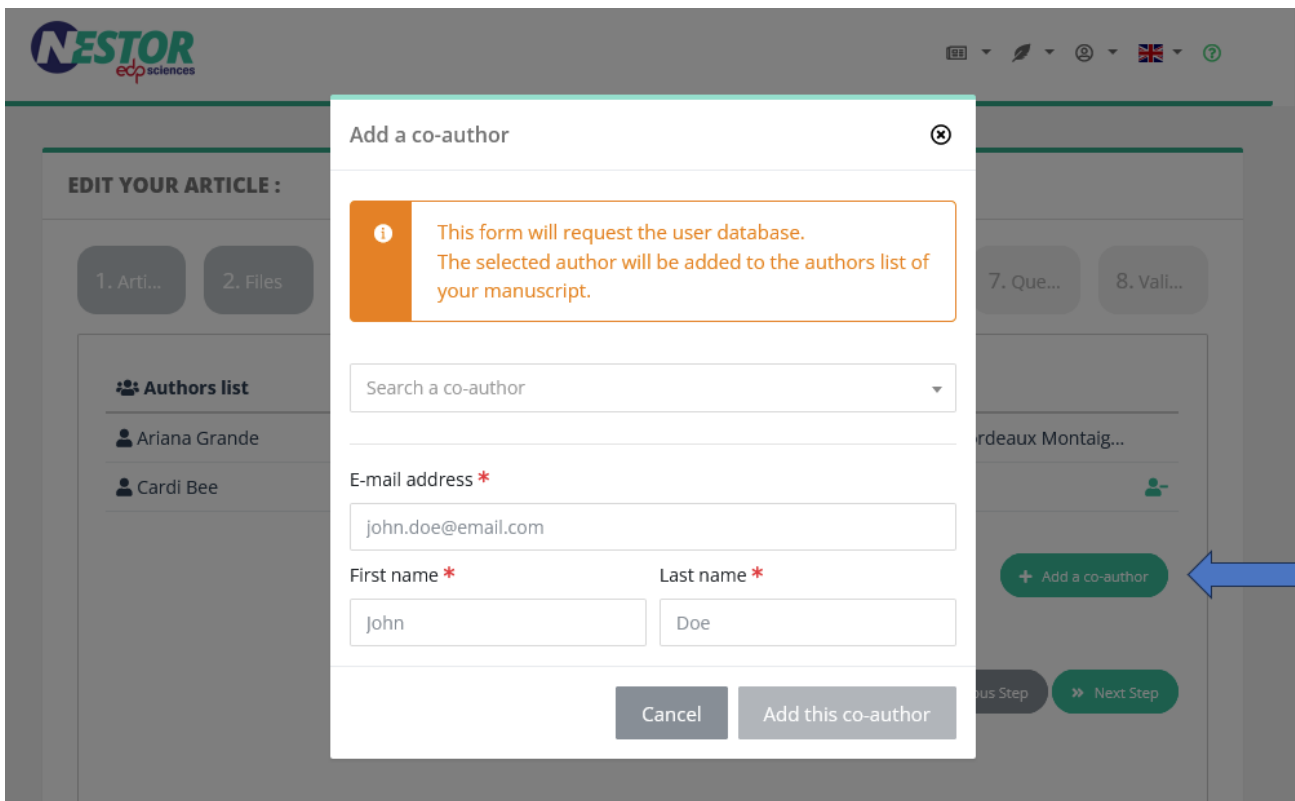 NESTOR
edp sciences
Add a co-author
EDIT YOUR ARTICLE :
This form will request the user database.
The selected author will be added to the authors list of
your manuscript.
1. Arti...
2. Files
7. Que...
8. Vali...
Search a co-author
Authors list
Ariana Grande
rdeaux Montaig...
Cardi Bee
E-mail address *
john.doe@email.com
First name *
Last name *
+ Add a co-author
John
Doe
Cancel
Add this co-author
ous Step
» Next Step